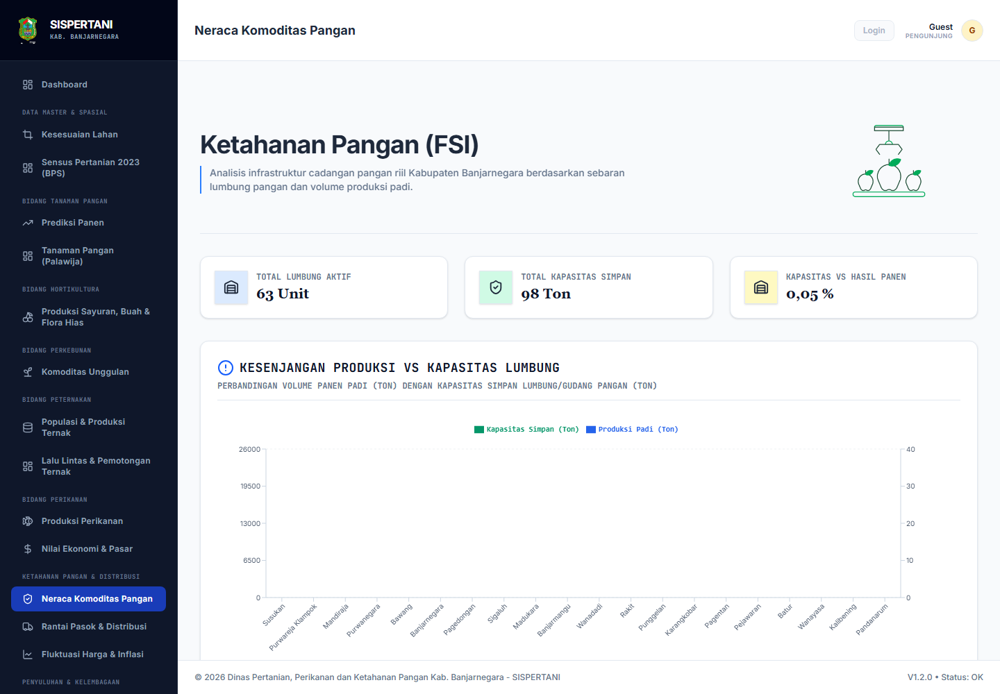 SISPERTANI
KAB. BANJARNEGARA
Dashboard
DATA MASTER & SPASIAL
Kesesuaian Lahan
Sensus Pertanian 2023
(BPS)
BIDANG TANAMAN PANGAN
Prediksi Panen
Tanaman Pangan
(Palawija)
BIDANG HORTIKULTURA
Produksi Sayuran, Buah &
Flora Hias
BIDANG PERKEBUNAN
Komoditas Unggulan
BIDANG PETERNAKAN
Populasi & Produksi
Ternak
Lalu Lintas & Pemotongan
Ternak
BIDANG PERIKANAN
Produksi Perikanan
Nilai Ekonomi & Pasar
KETAHANAN PANGAN & DISTRIBUSI
Neraca Komoditas Pangan
Rantai Pasok & Distribusi
Fluktuasi Harga & Inflasi
PENYULUHAN & KELEMBAGAAN
Neraca Komoditas Pangan
Login
Guest
PENGUNJUNG
G
Ketahanan Pangan (FSI)
Analisis infrastruktur cadangan pangan riil Kabupaten Banjarnegara berdasarkan sebaran
lumbung pangan dan volume produksi padi.
TOTAL LUMBUNG AKTIF
63 Unit
TOTAL KAPASITAS SIMPAN
98 Ton
KAPASITAS VS HASIL PANEN
0,05 %
KESENJANGAN PRODUKSI VS KAPASITAS LUMBUNG
PERBANDINGAN VOLUME PANEN PADI (TON) DENGAN KAPASITAS SIMPAN LUMBUNG/GUDANG PANGAN (TON)
Kapasitas Simpan (Ton) Produksi Padi (Ton)
26000
19500
13000
6500
0
40
30
20
10
0
Susukan
Purwareja Klampok
Mandiraja
Purwanegara
Bawang
Banjarnegara
Pagedongan
Sigaluh
Madukara
Banjarmangu
Wanadadi
Rakit
Punggelan
Karangkobar
Pagentan
Pejawaran
Batur
Wanayasa
Kalibening
Pandanarum
© 2026 Dinas Pertanian, Perikanan dan Ketahanan Pangan Kab. Banjarnegara - SISPERTANI
V1.2.0 • Status: OK